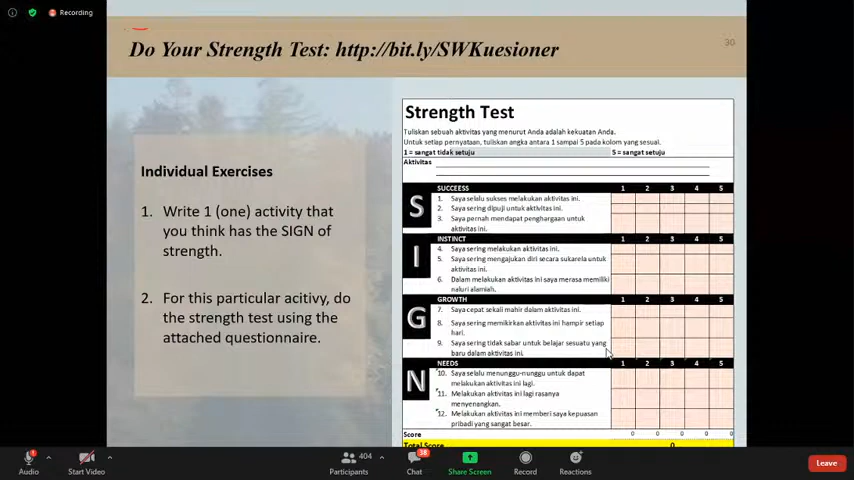 Recording
Do Your Strength Test: http://bit.ly/SWKuesioner
30
Individual Exercises
1. Write 1 (one) activity that
you think has the SIGN of
strength.
2. For this particular acitivy, do
the strength test using the
attached questionnaire.
Strength Test
Tuliskan sebuah aktivitas yang menurut Anda adalah kekuatan Anda.
Untuk setiap pernyataan, tuliskan angka antara 1 sampai 5 pada kolom yang sesuai.
1 = sangat tidak setuju 5 = sangat setuju
Aktivitas
S SUCCEESS 1 2 3 4 5
1. Saya selalu sukses melakukan aktivitas ini.
2. Saya sering dipuji untuk aktivitas ini.
3. Saya pernah mendapat penghargaan untuk
aktivitas ini.
I INSTINCT 1 2 3 4 5
4. Saya sering melakukan aktivitas ini.
5. Saya sering mengajukan diri secara sukarela untuk
aktivitas ini.
6. Dalam melakukan aktivitas ini saya merasa memiliki
naluri alamiah.
G GROWTH 1 2 3 4 5
7. Saya cepat sekali mahir dalam aktivitas ini.
8. Saya sering memikirkan aktivitas ini hampir setiap
hari.
9. Saya sering tidak sabar untuk belajar sesuatu yang
baru dalam aktivitas ini.
N NEEDS 1 2 3 4 5
10. Saya selalu menunggu-nunggu untuk dapat
melakukan aktivitas ini lagi.
11. Melakukan aktivitas ini lagi rasanya
menyenangkan.
12. Melakukan aktivitas ini memberi saya kepuasan
pribadi yang sangat besar.
Score 0 0 0 0 0
Total Score 0
1 38
404
Audio Start Video Participants Chat Share Screen Record Reactions Leave